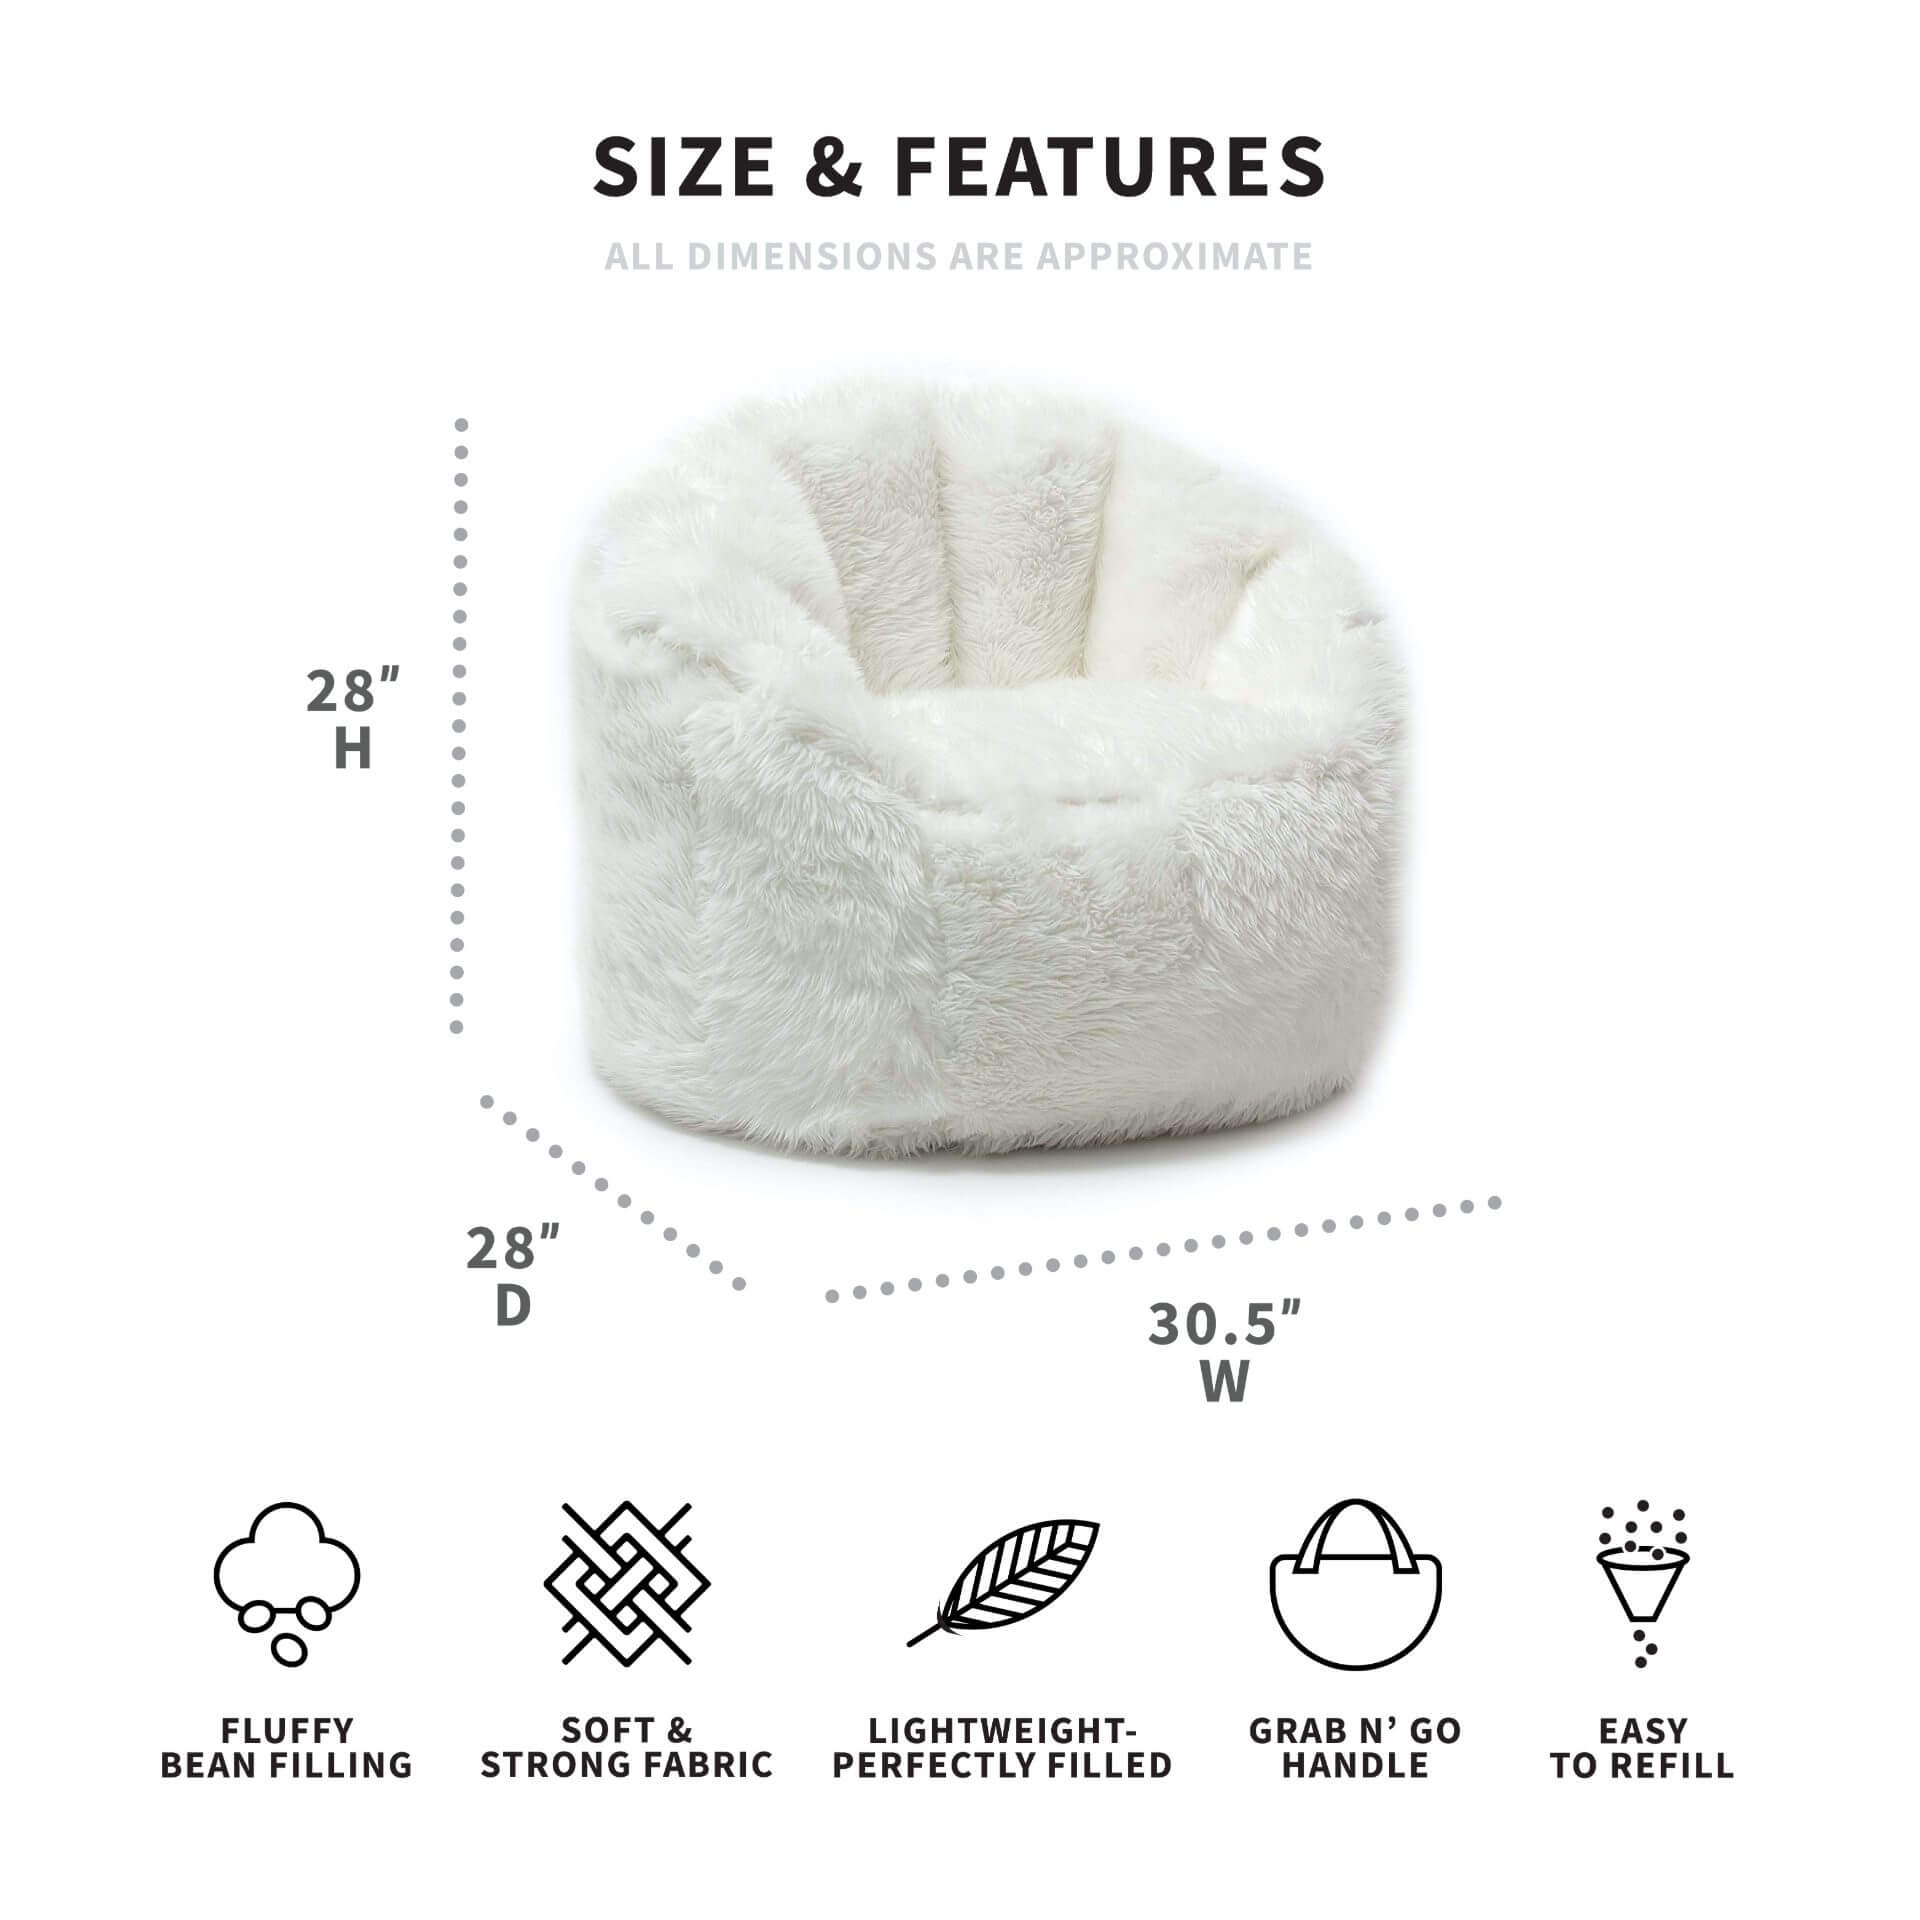 SIZE & FEATURES
ALL DIMENSIONS ARE APPROXIMATE
28"
H
28"
D
30.5"
W
FLUFFY
BEAN FILLING
SOFT &
STRONG FABRIC
LIGHTWEIGHT-
PERFECTLY FILLED
GRAB N’ GO
HANDLE
EASY
TO REFILL